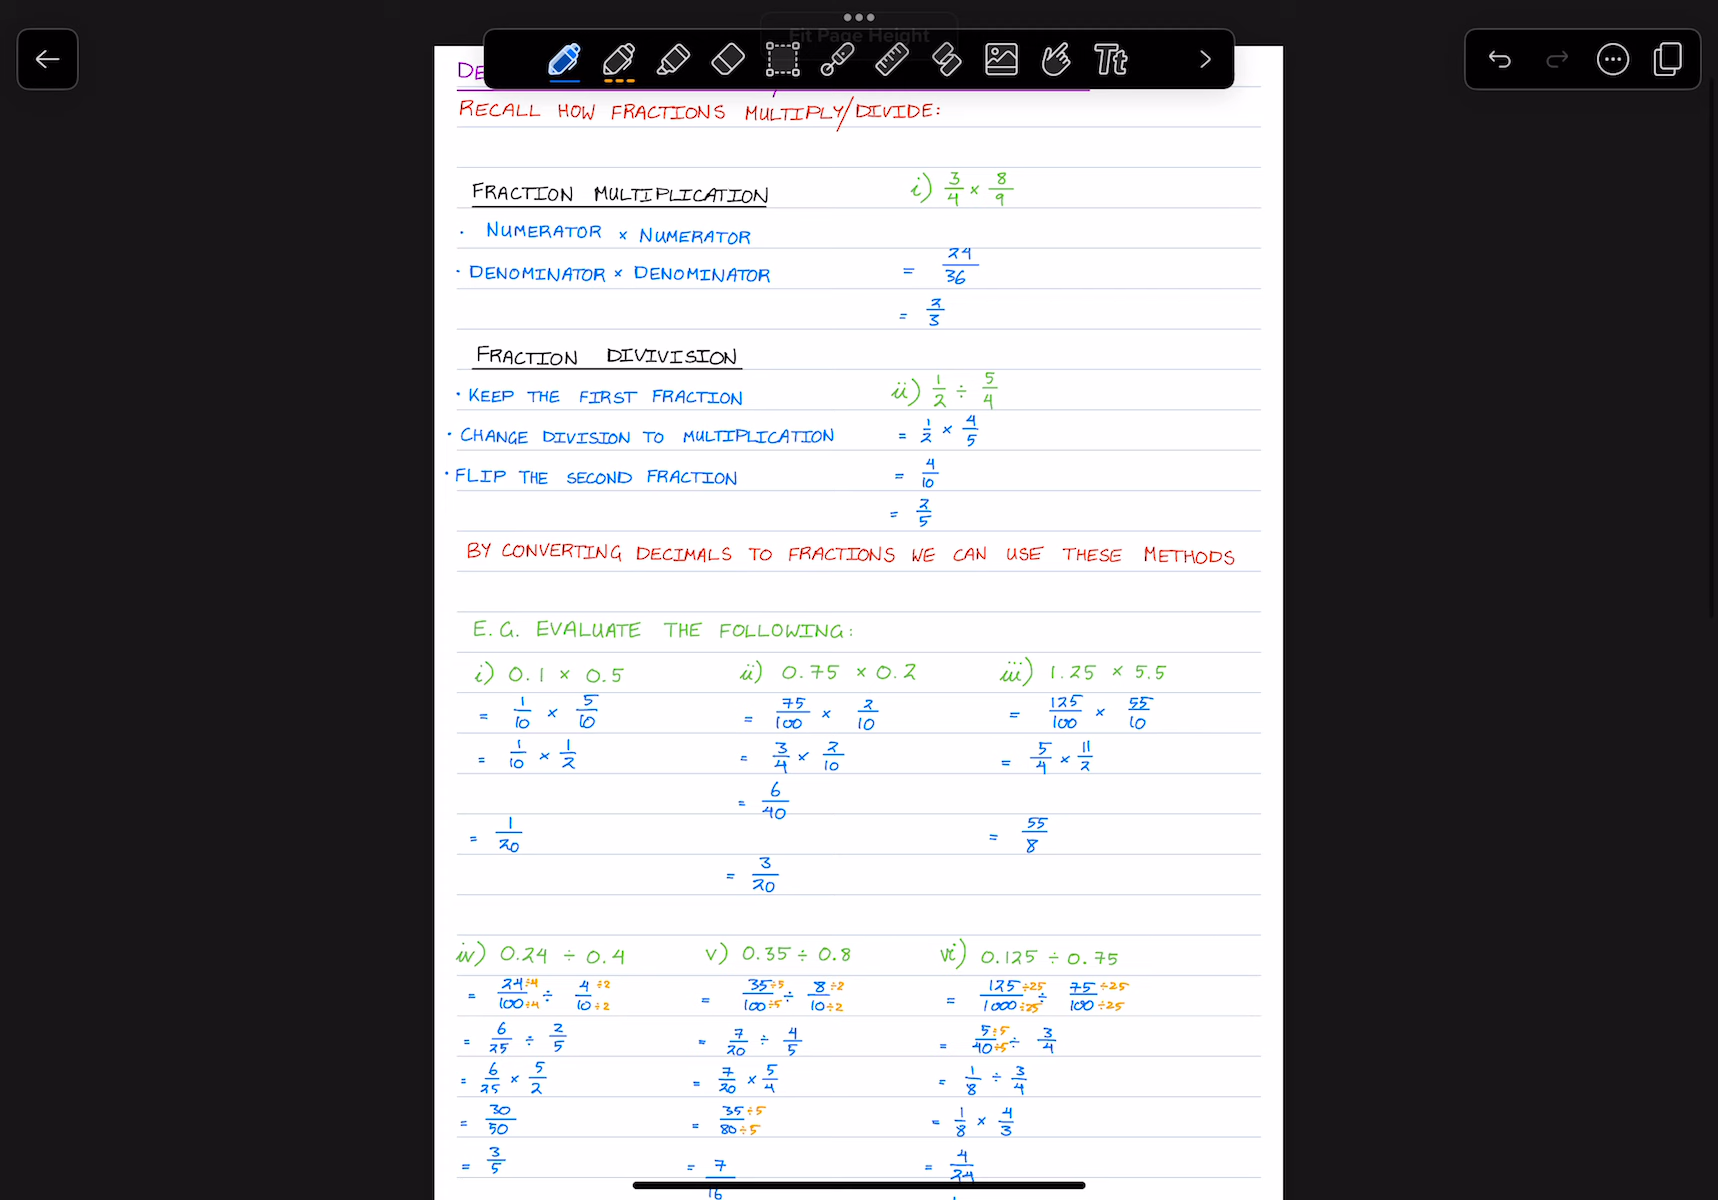 Fit Page Height
Tt
DE
RECALL HOW FRACTIONS MULTIPLY/DIVIDE:
FRACTION MULTIPLICATION
i) 3/4 × 8/9
· NUMERATOR × NUMERATOR
· DENOMINATOR × DENOMINATOR
= 24/36
= 2/3
FRACTION DIVIVISION
· KEEP THE FIRST FRACTION
ii) 1/2 ÷ 5/4
· CHANGE DIVISION TO MULTIPLICATION
= 1/2 × 4/5
· FLIP THE SECOND FRACTION
= 4/10
= 2/5
BY CONVERTING DECIMALS TO FRACTIONS WE CAN USE THESE METHODS
E.G. EVALUATE THE FOLLOWING:
i) 0.1 × 0.5
= 1/10 × 5/10
= 1/10 × 1/2
= 1/20
ii) 0.75 × 0.2
= 75/100 × 2/10
= 3/4 × 2/10
= 6/40
= 3/20
iii) 1.25 × 5.5
= 125/100 × 55/10
= 5/4 × 11/2
= 55/8
iv) 0.24 ÷ 0.4
= 24÷4/100÷4 ÷ 4÷2/10÷2
= 6/25 ÷ 2/5
= 6/25 × 5/2
= 30/50
= 3/5
v) 0.35 ÷ 0.8
= 35÷5/100÷5 ÷ 8÷2/10÷2
= 7/20 ÷ 4/5
= 7/20 × 5/4
= 35÷5/80÷5
= 7/16
vi) 0.125 ÷ 0.75
= 125÷25/1000÷25 ÷ 75÷25/100÷25
= 5÷5/40÷5 ÷ 3/4
= 1/8 ÷ 3/4
= 1/8 × 4/3
= 4/24